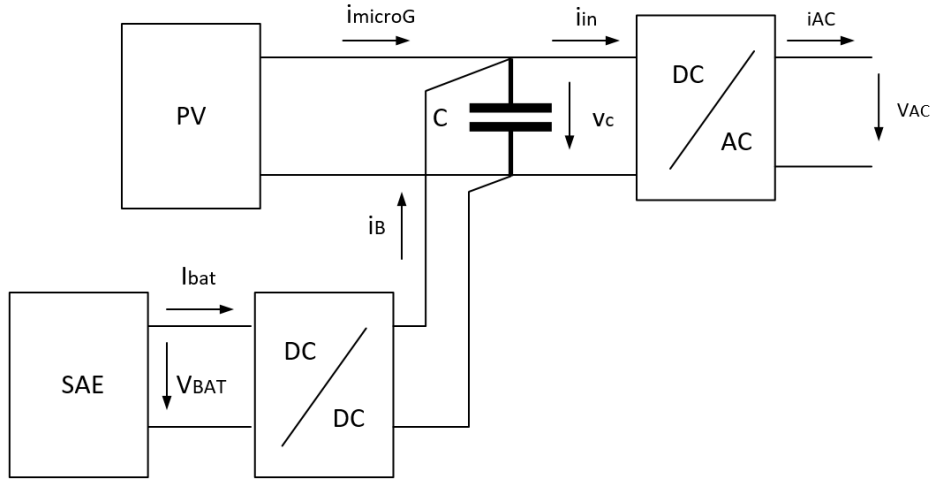 imicroG
iin
iAC
PV
C
vc
DC
AC
VAC
iB
Ibat
SAE
VBAT
DC
DC